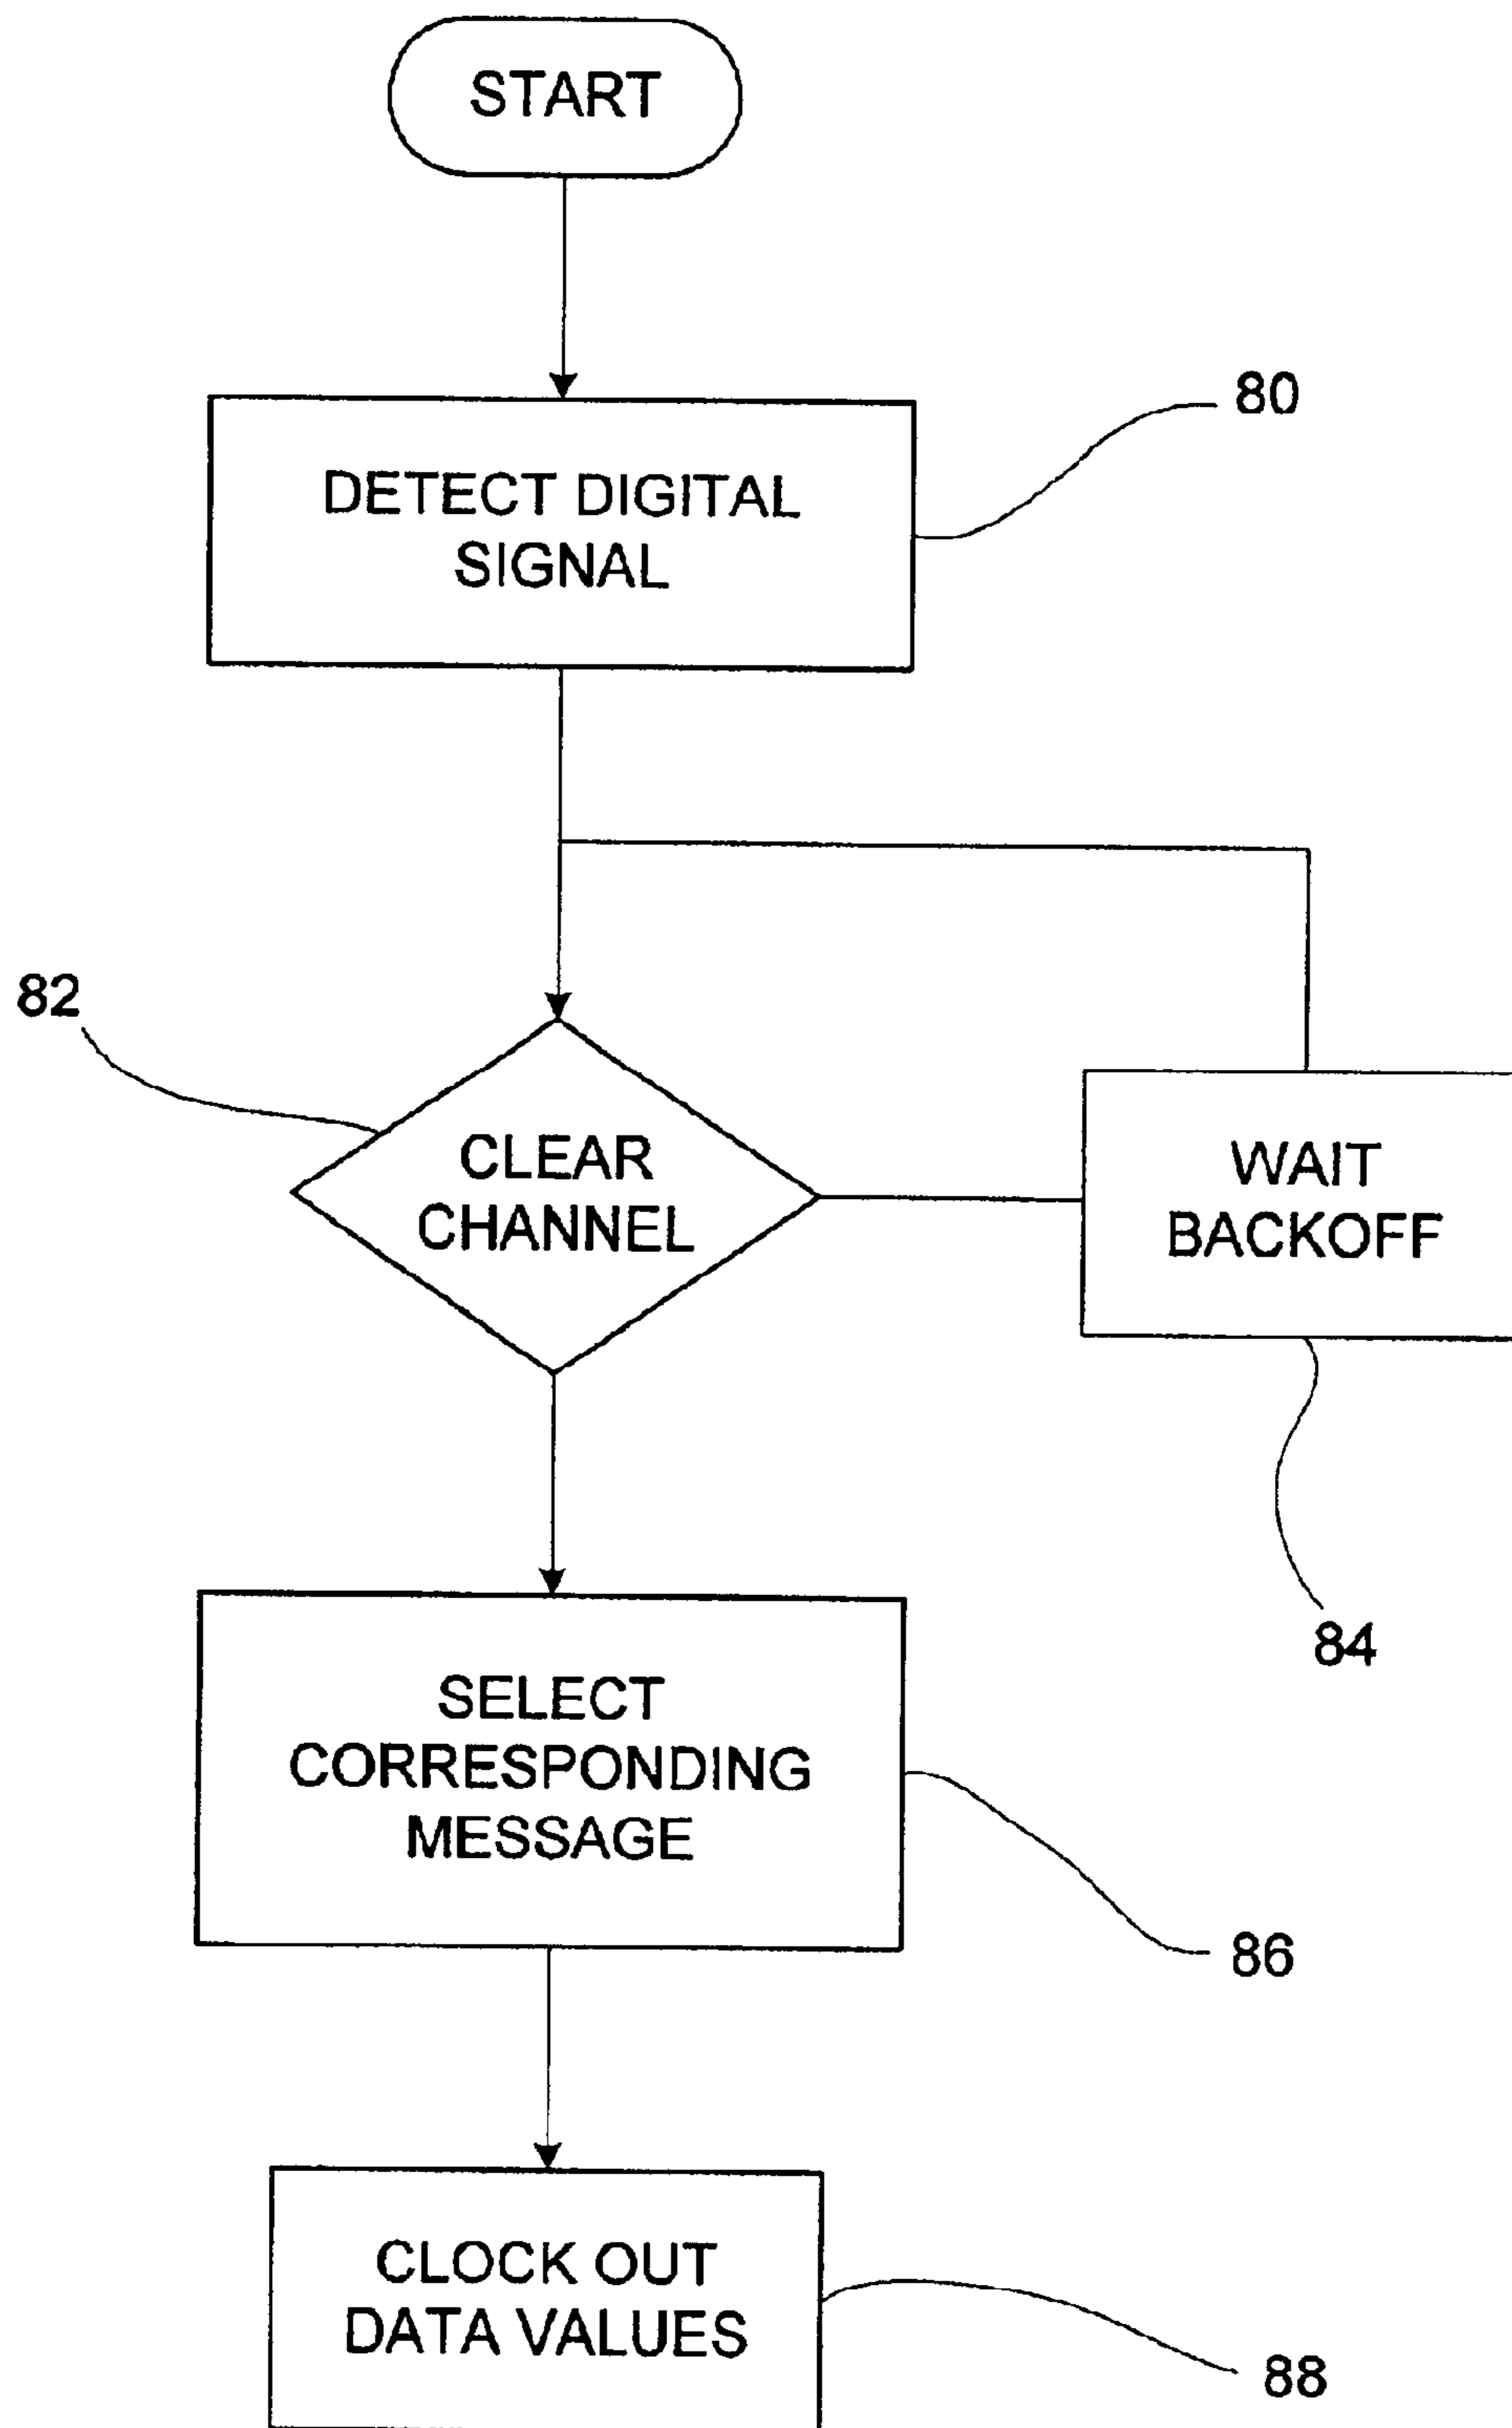 START
80
DETECT DIGITAL
SIGNAL
82
CLEAR
CHANNEL
WAIT
BACKOFF
84
SELECT
CORRESPONDING
MESSAGE
86
CLOCK OUT
DATA VALUES
88